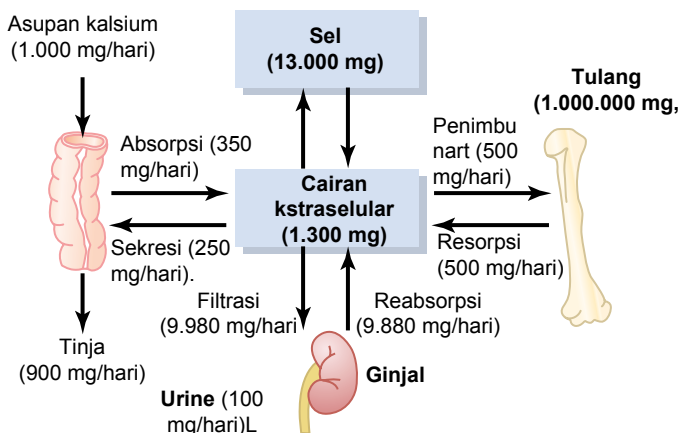 Asupan kalsium
(1.000 mg/hari)
Sel
(13.000 mg)
Tulang
(1.000.000 mg,
Absorpsi (350
mg/hari)
Penimbu
nart (500
mg/hari)
Cairan
kstraselular
(1.300 mg)
Sekresi (250
mg/hari).
Resorpsi
(500 mg/hari)
Filtrasi
(9.980 mg/hari
Reabsorpsi
(9.880 mg/hari)
Tinja
(900 mg/hari)
Ginjal
Urine (100
mg/hari)L